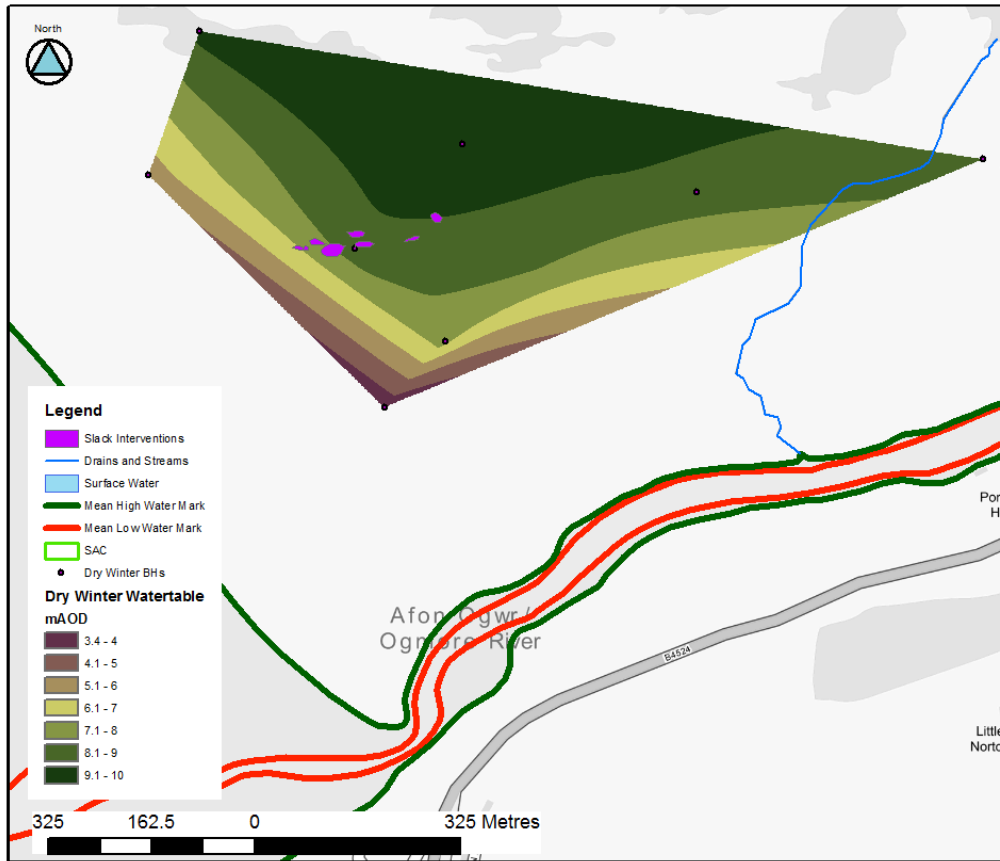 North
Legend
Slack Interventions
Drains and Streams
Surface Water
Mean High Water Mark
Mean Low Water Mark
SAC
Dry Winter BHs
Dry Winter Watertable
mAOD
3.4 - 4
4.1 - 5
5.1 - 6
6.1 - 7
7.1 - 8
8.1 - 9
9.1 - 10
Afon Ogwr /
Ogmore River
B4524
Por
H
Little
Norto
325 162.5 0 325 Metres